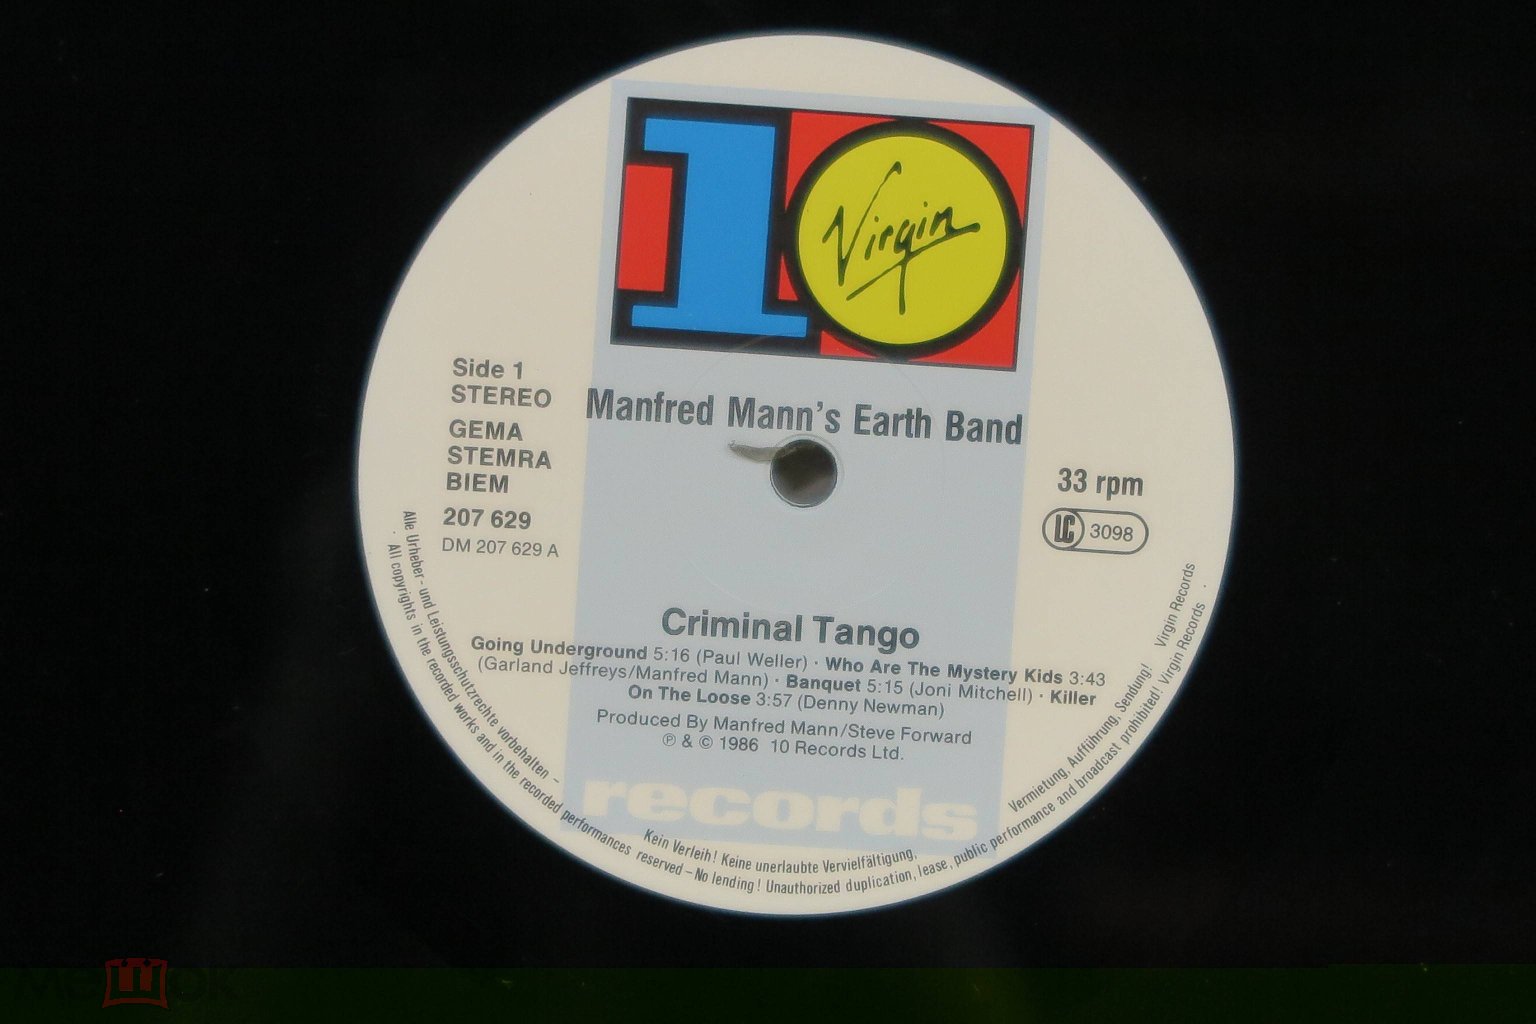 10
Virgin
Side 1
STEREO
GEMA
STEMRA
BIEM
207 629
DM 207 629 A
Manfred Mann's Earth Band
33 rpm
LC 3098
Criminal Tango
Going Underground 5:16 (Paul Weller) · Who Are The Mystery Kids 3:43
(Garland Jeffreys/Manfred Mann) · Banquet 5:15 (Joni Mitchell) · Killer
On The Loose 3:57 (Denny Newman)
Produced By Manfred Mann/Steve Forward
℗ & © 1986 10 Records Ltd.
records
Alle Urheber- und Leistungsschutzrechte vorbehalten – Kein Verleih! Keine unerlaubte Vervielfältigung, Vermietung, Aufführung, Sendung! Virgin Records
· All copyrights in the recorded works and in the recorded performances reserved – No lending! Unauthorized duplication, lease, public performance and broadcast prohibited! Virgin Records ·